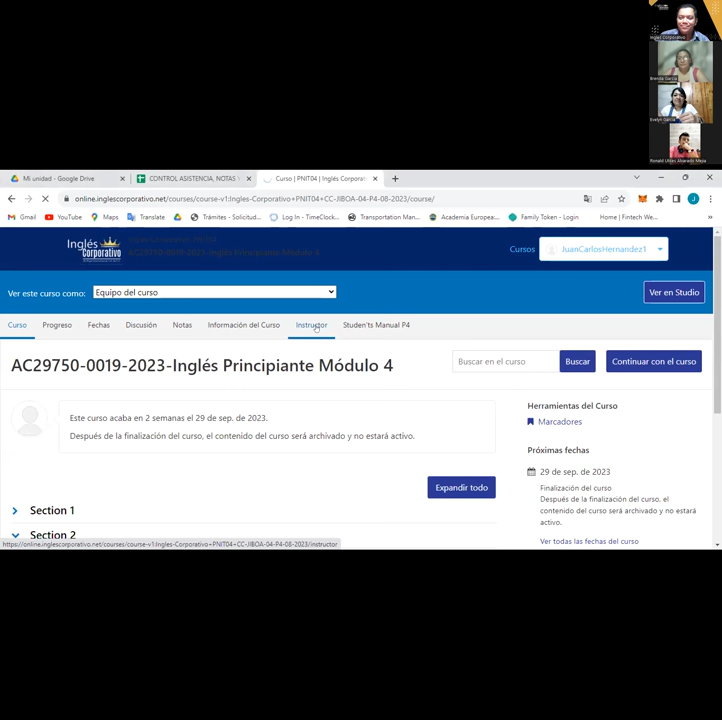 Inglés Corporativo
Brenda García
Evelyn García
Ronald Ulises Alvarado Mejía
Mi unidad - Google Drive
CONTROL ASISTENCIA, NOTAS
Curso | PNIT04 | Inglés Corporati
online.inglescorporativo.net/courses/course-v1:Ingles-Corporativo+PNIT04+CC-JIBOA-04-P4-08-2023/course/
Gmail
YouTube
Maps
Translate
Trámites - Solicitud...
Log In - TimeClock...
Transportation Man...
Academia Europea...
Family Token - Login
Home | Fintech We...
Inglés Corporativo
AC29750-0019-2023-Inglés Principiante Módulo 4
Cursos
JuanCarlosHernandez1
Ver este curso como:
Equipo del curso
Ver en Studio
Curso
Progreso
Fechas
Discusión
Notas
Información del Curso
Instructor
Studen'ts Manual P4
AC29750-0019-2023-Inglés Principiante Módulo 4
Buscar en el curso
Buscar
Continuar con el curso
Este curso acaba en 2 semanas el 29 de sep. de 2023.
Después de la finalización del curso, el contenido del curso será archivado y no estará activo.
Expandir todo
Section 1
Section 2
Herramientas del Curso
Marcadores
Próximas fechas
29 de sep. de 2023
Finalización del curso
Después de la finalización del curso, el
contenido del curso será archivado y no estará
activo.
Ver todas las fechas del curso
https://online.inglescorporativo.net/courses/course-v1:Ingles-Corporativo+PNIT04+CC-JIBOA-04-P4-08-2023/instructor